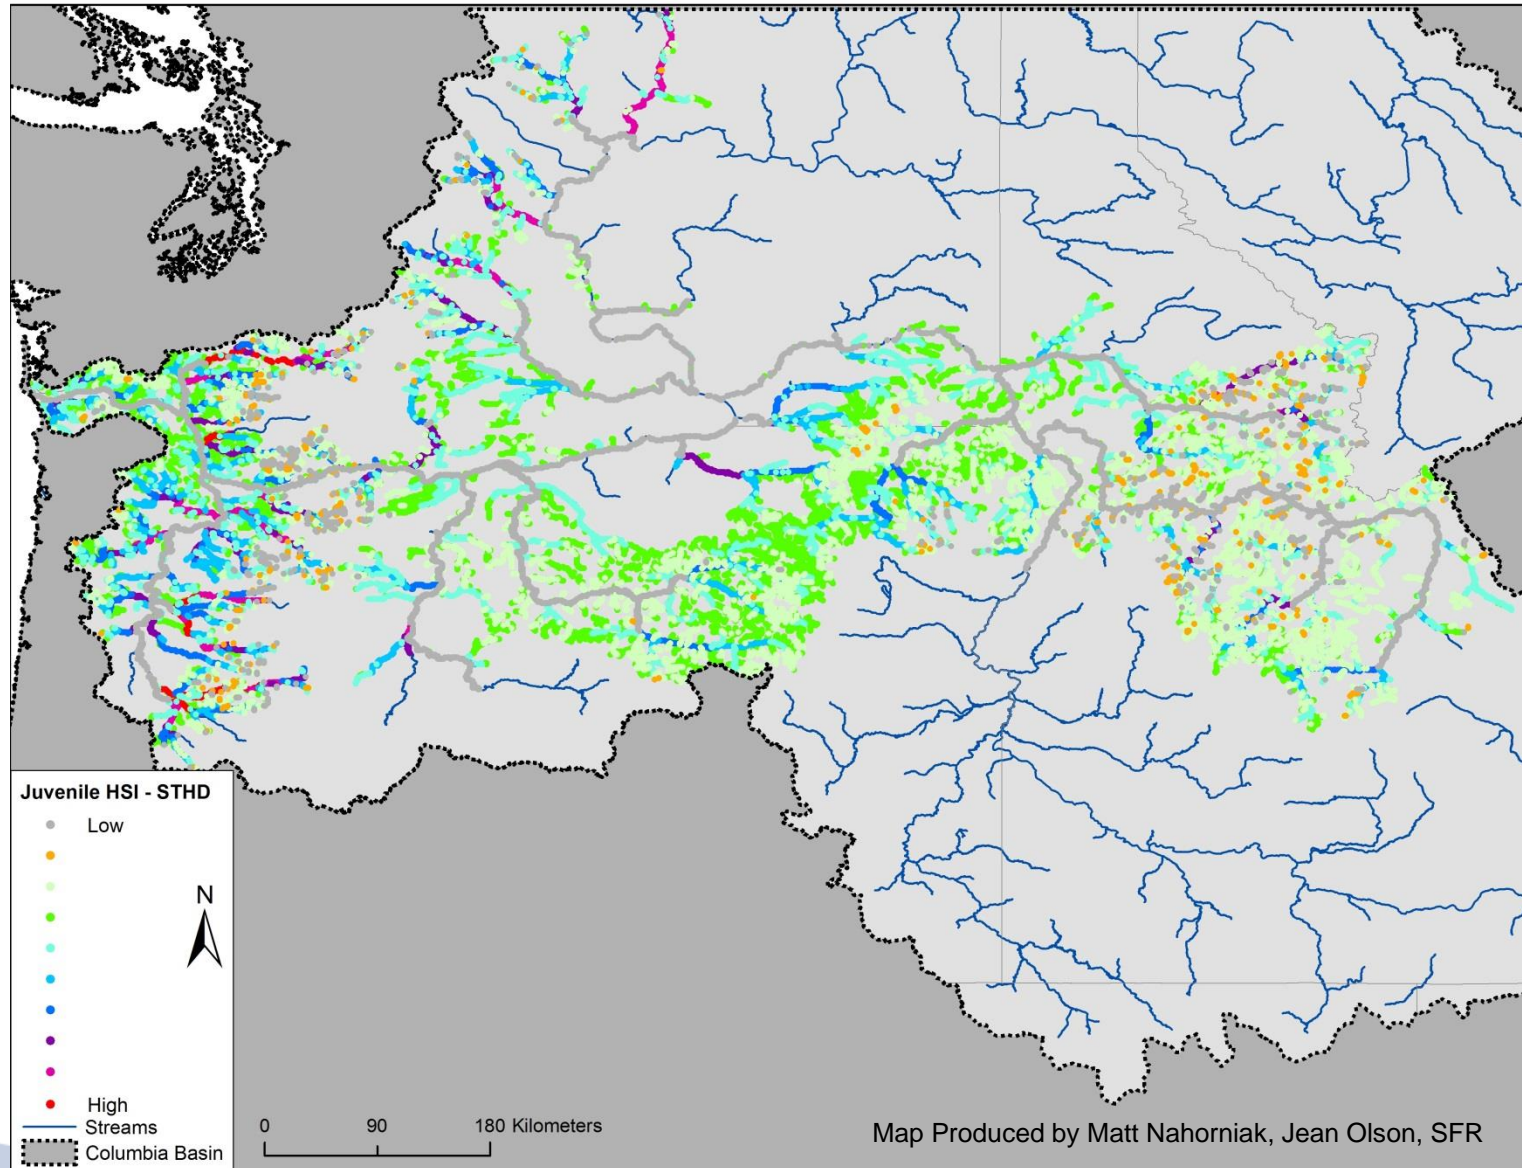 Juvenile HSI - STHD
Low
High
Streams
Columbia Basin
N
0 90 180 Kilometers
Map Produced by Matt Nahorniak, Jean Olson, SFR